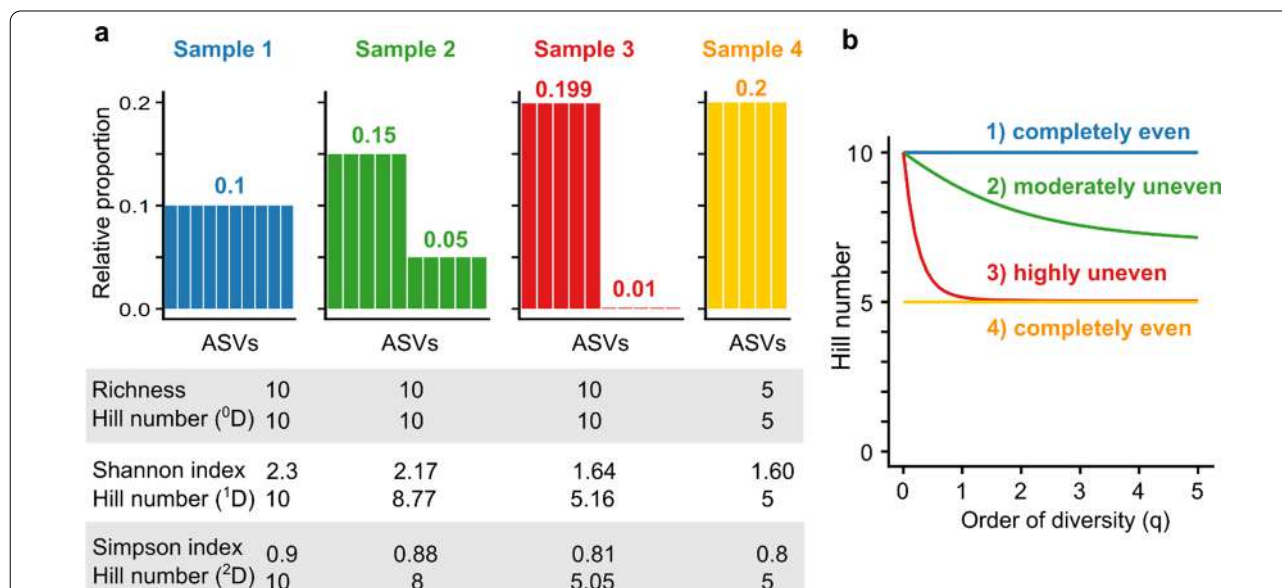 a
Sample 1 Sample 2 Sample 3 Sample 4
Relative proportion
0.2
0.1
0.0
0.1
0.15
0.05
0.199
0.01
0.2
ASVs ASVs ASVs ASVs
Richness 10 10 10 5
Hill number (⁰D) 10 10 10 5
Shannon index 2.3 2.17 1.64 1.60
Hill number (¹D) 10 8.77 5.16 5
Simpson index 0.9 0.88 0.81 0.8
Hill number (²D) 10 8 5.05 5
b
Hill number
10
5
0
1) completely even
2) moderately uneven
3) highly uneven
4) completely even
0 1 2 3 4 5
Order of diversity (q)